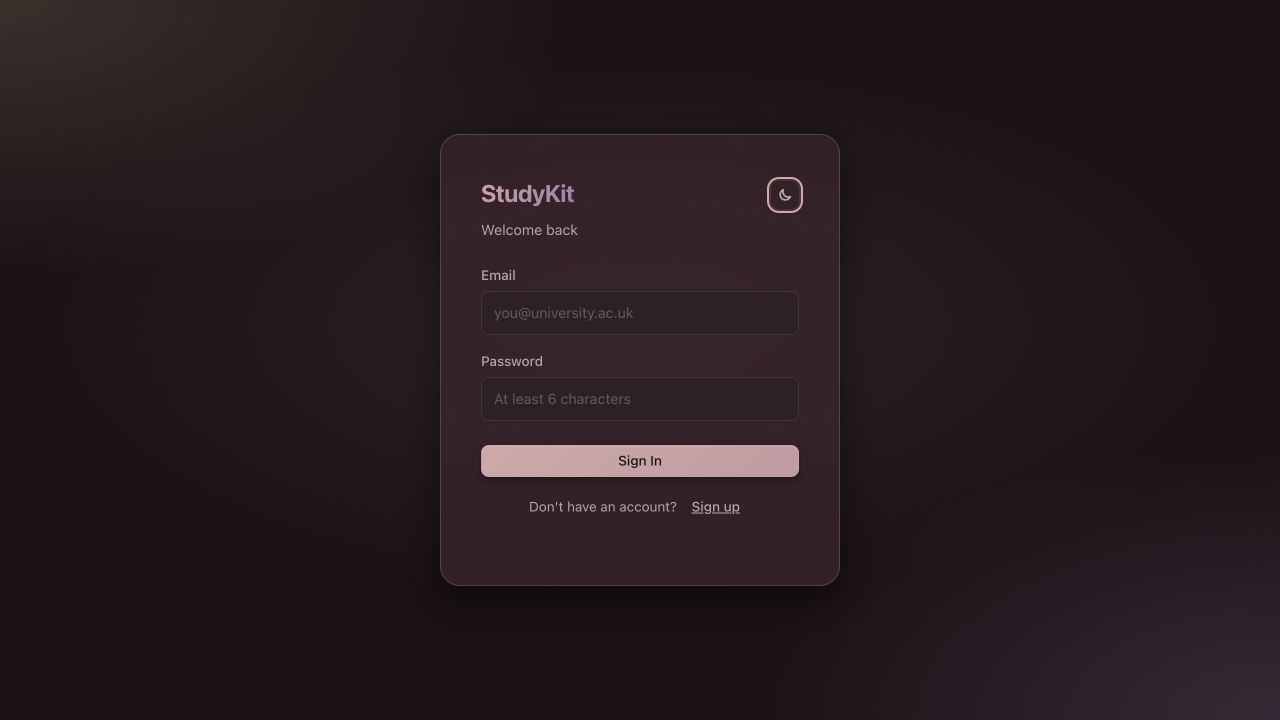 StudyKit
Welcome back
Email
you@university.ac.uk
Password
At least 6 characters
Sign In
Don't have an account? Sign up